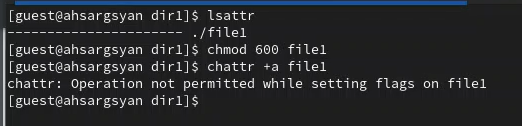 [guest@ahsargsyan dir1]$ lsattr
---------------------- ./file1
[guest@ahsargsyan dir1]$ chmod 600 file1
[guest@ahsargsyan dir1]$ chattr +a file1
chattr: Operation not permitted while setting flags on file1
[guest@ahsargsyan dir1]$